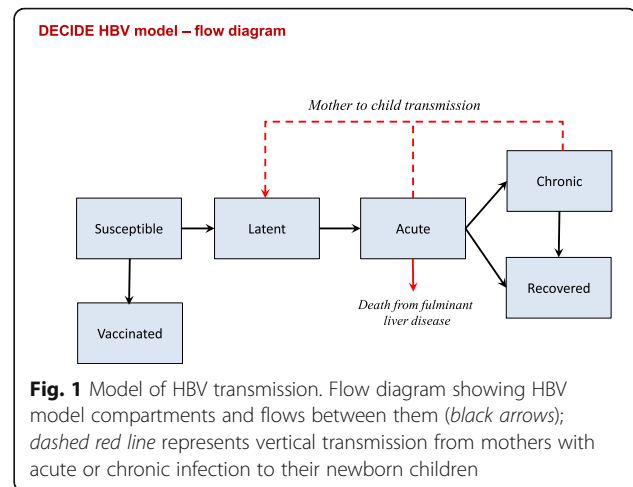 DECIDE HBV model – flow diagram
Mother to child transmission
Chronic
Susceptible
Latent
Acute
Recovered
Death from fulminant
liver disease
Vaccinated
Fig. 1 Model of HBV transmission. Flow diagram showing HBV
model compartments and flows between them (black arrows);
dashed red line represents vertical transmission from mothers with
acute or chronic infection to their newborn children